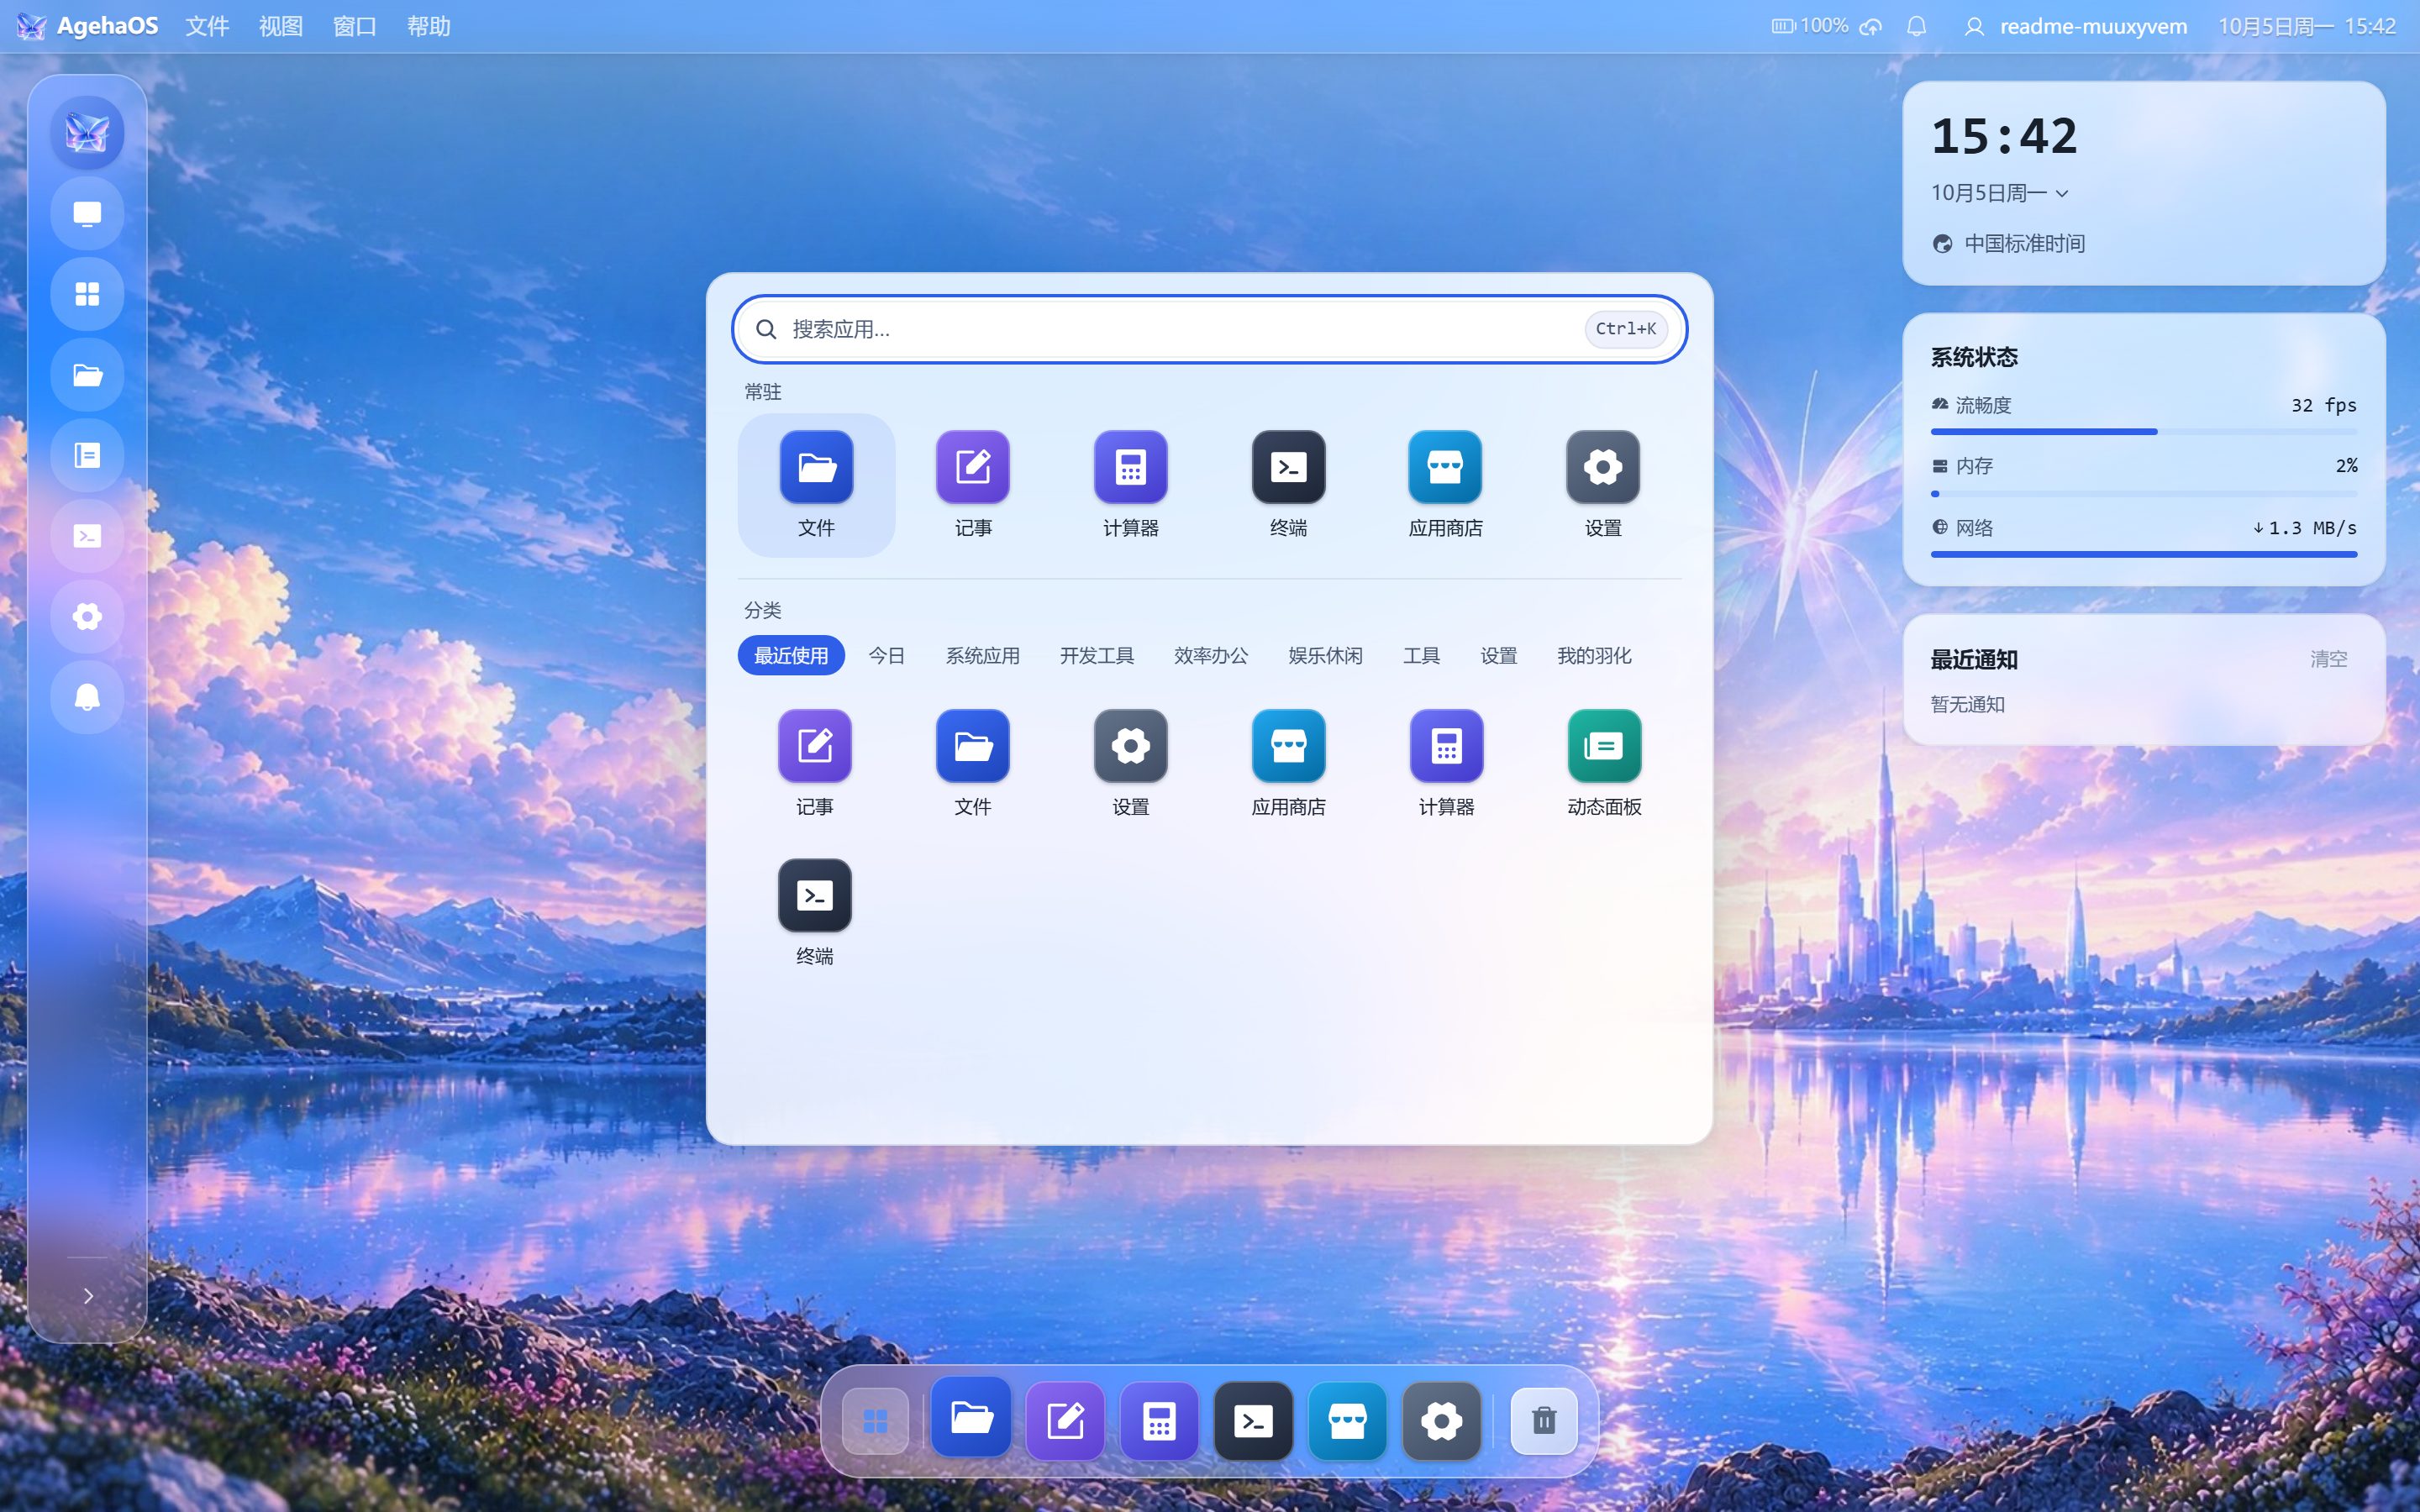 AgehaOS 文件 视图 窗口 帮助 100% readme-muuxyvem 10月5日周一 15:42
15:42
10月5日周一
中国标准时间
系统状态
流畅度 32 fps
内存 2%
网络 ↓1.3 MB/s
最近通知 清空
暂无通知
搜索应用... Ctrl+K
常驻
文件 记事 计算器 终端 应用商店 设置
分类
最近使用 今日 系统应用 开发工具 效率办公 娱乐休闲 工具 设置 我的羽化
记事 文件 设置 应用商店 计算器 动态面板
终端